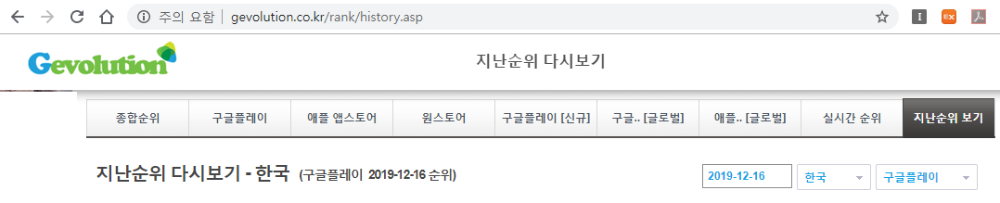 주의 요함 | gevolution.co.kr/rank/history.asp
Gevolution 지난순위 다시보기
종합순위 구글플레이 애플 앱스토어 원스토어 구글플레이 [신규] 구글.. [글로벌] 애플.. [글로벌] 실시간 순위 지난순위 보기
지난순위 다시보기 - 한국 (구글플레이 2019-12-16 순위) 2019-12-16 한국 구글플레이